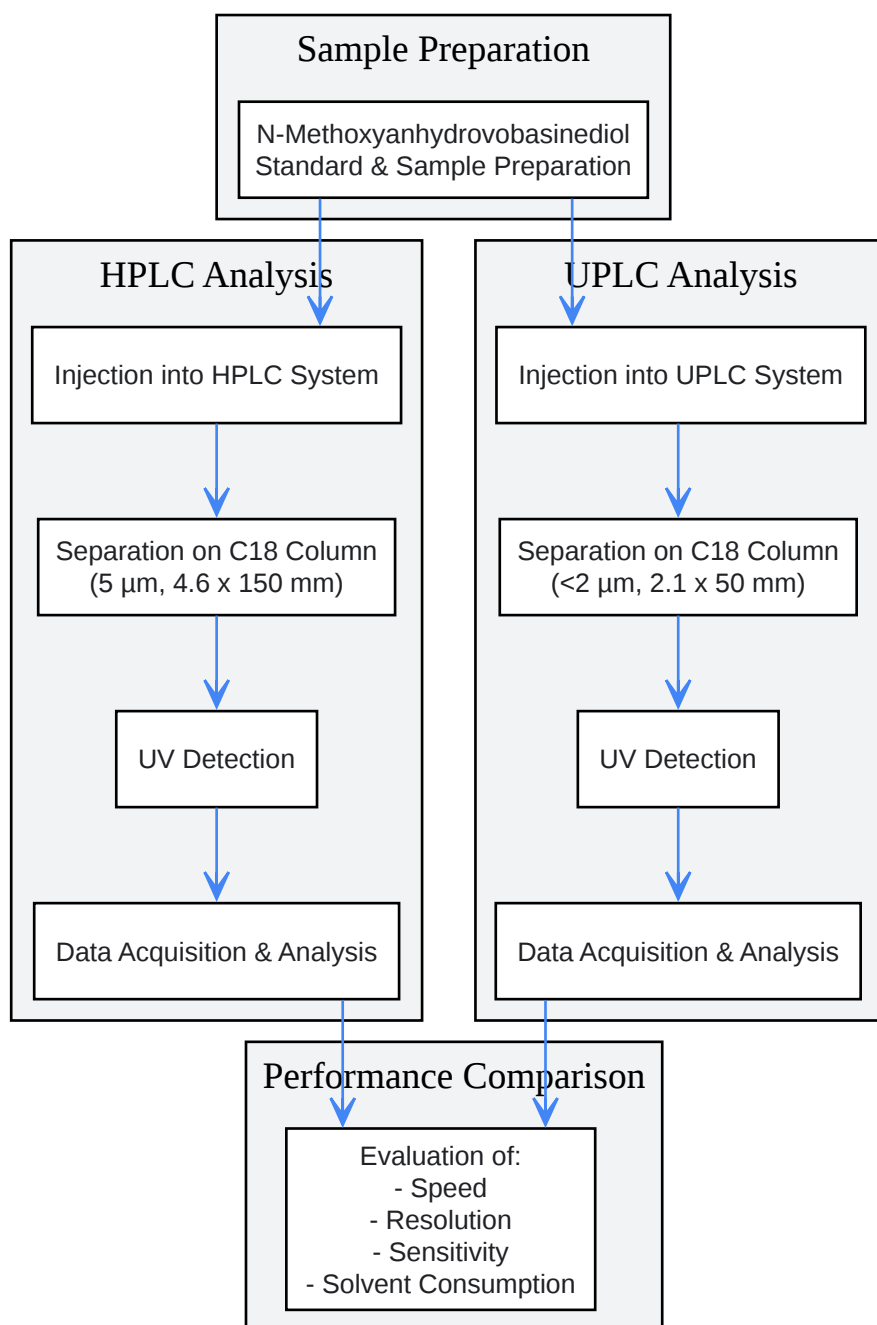 Sample Preparation
N-Methoxyanhydrovobasinediol
Standard & Sample Preparation
HPLC Analysis
Injection into HPLC System
Separation on C18 Column
(5 µm, 4.6 x 150 mm)
UV Detection
Data Acquisition & Analysis
UPLC Analysis
Injection into UPLC System
Separation on C18 Column
(<2 µm, 2.1 x 50 mm)
UV Detection
Data Acquisition & Analysis
Performance Comparison
Evaluation of:
- Speed
- Resolution
- Sensitivity
- Solvent Consumption